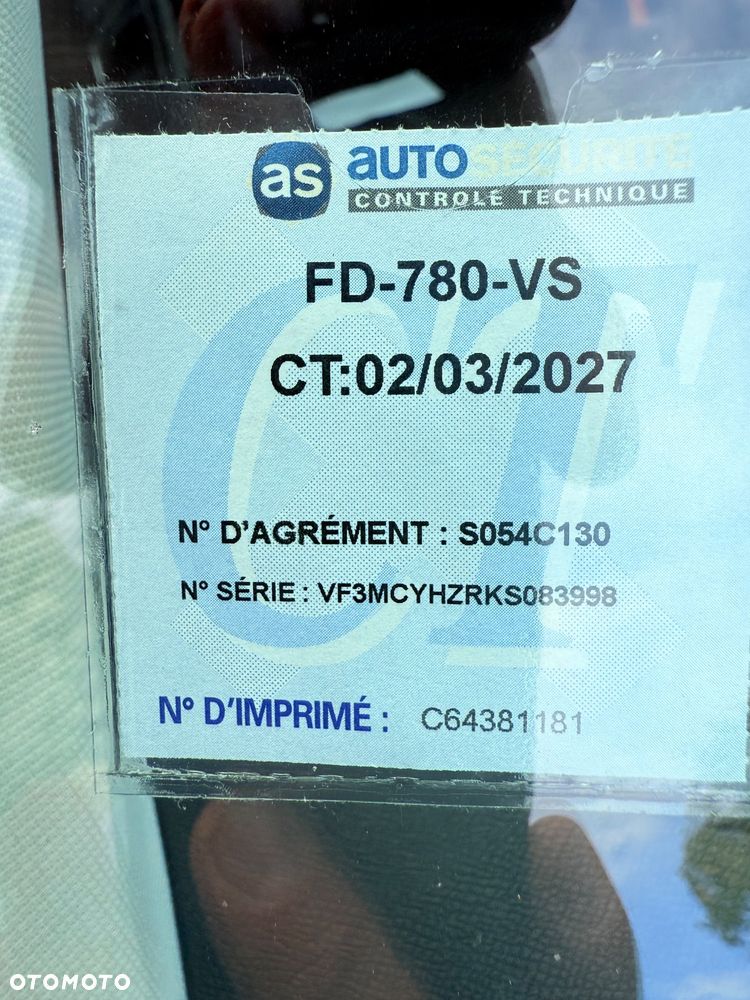 as AUTO SECURITE
CONTROLE TECHNIQUE
FD-780-VS
CT:02/03/2027
N° D'AGRÉMENT : S054C130
N° SÉRIE : VF3MCYHZRKS083998
N° D'IMPRIMÉ : C64381181
OTOMOTO